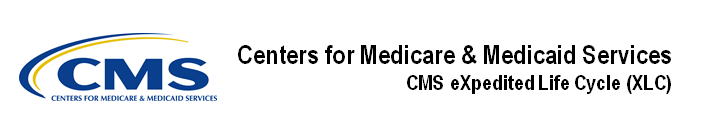 CMS
CENTERS FOR MEDICARE & MEDICAID SERVICES
Centers for Medicare & Medicaid Services
CMS eXpedited Life Cycle (XLC)